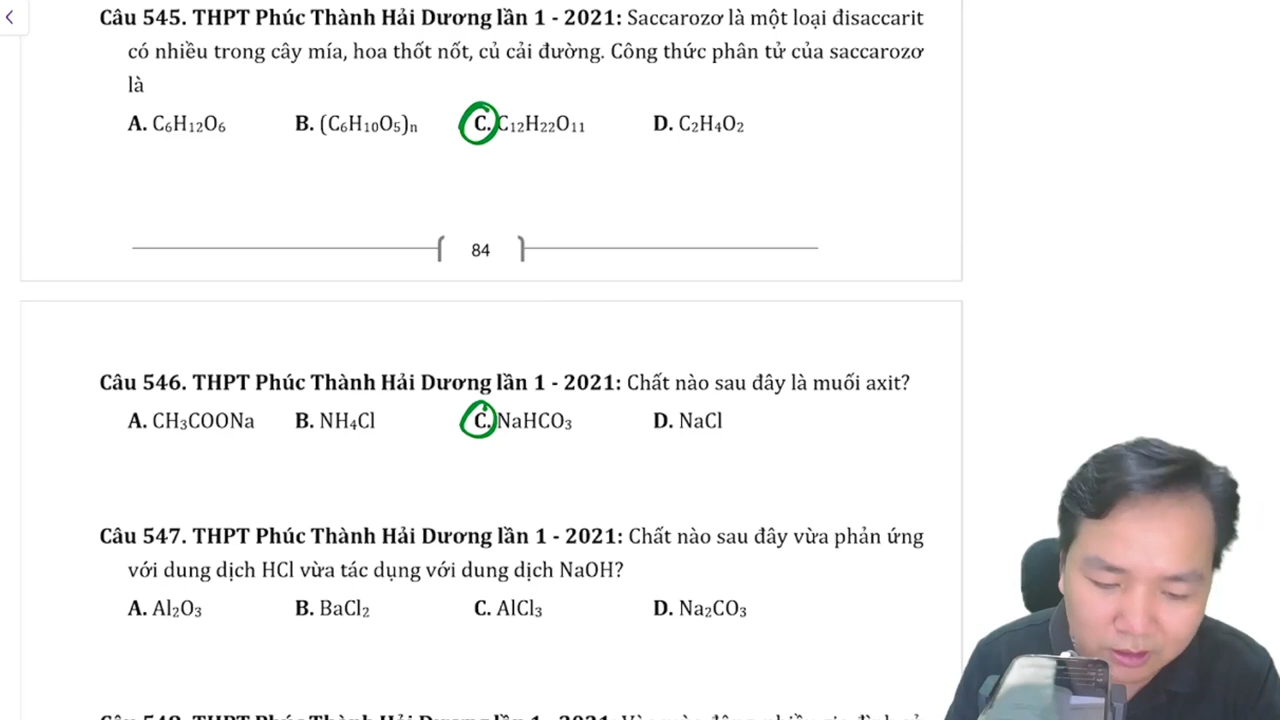 Câu 545. THPT Phúc Thành Hải Dương lần 1 - 2021: Saccarozơ là một loại đisaccarit
có nhiều trong cây mía, hoa thốt nốt, củ cải đường. Công thức phân tử của saccarozơ
là
A. C₆H₁₂O₆ B. (C₆H₁₀O₅)ₙ C. C₁₂H₂₂O₁₁ D. C₂H₄O₂
84
Câu 546. THPT Phúc Thành Hải Dương lần 1 - 2021: Chất nào sau đây là muối axit?
A. CH₃COONa B. NH₄Cl C. NaHCO₃ D. NaCl
Câu 547. THPT Phúc Thành Hải Dương lần 1 - 2021: Chất nào sau đây vừa phản ứng
với dung dịch HCl vừa tác dụng với dung dịch NaOH?
A. Al₂O₃ B. BaCl₂ C. AlCl₃ D. Na₂CO₃